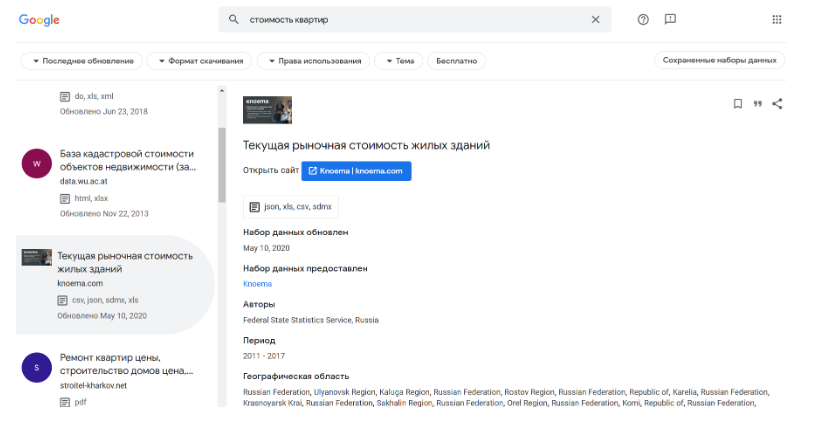 Google
стоимость квартир
Последнее обновление
Формат скачивания
Права использования
Тема
Бесплатно
Сохраненные наборы данных
do, xls, xml
Обновлено Jun 23, 2018
W
База кадастровой стоимости
объектов недвижимости (за...
data.wu.ac.at
html, xlsx
Обновлено Nov 22, 2013
Текущая рыночная стоимость
жилых зданий
knoema.com
csv, json, sdmx, xls
Обновлено May 10, 2020
S
Ремонт квартир цены,
строительство домов цена,...
stroitel-kharkov.net
pdf
knoema
Текущая рыночная стоимость жилых зданий
Открыть сайт
Knoema | knoema.com
json, xls, csv, sdmx
Набор данных обновлен
May 10, 2020
Набор данных предоставлен
Knoema
Авторы
Federal State Statistics Service, Russia
Период
2011 - 2017
Географическая область
Russian Federation, Ulyanovsk Region, Kaluga Region, Russian Federation, Rostov Region, Russian Federation, Republic of, Karelia, Russian Federation,
Krasnoyarsk Krai, Russian Federation, Sakhalin Region, Russian Federation, Orel Region, Russian Federation, Komi, Republic of, Russian Federation,